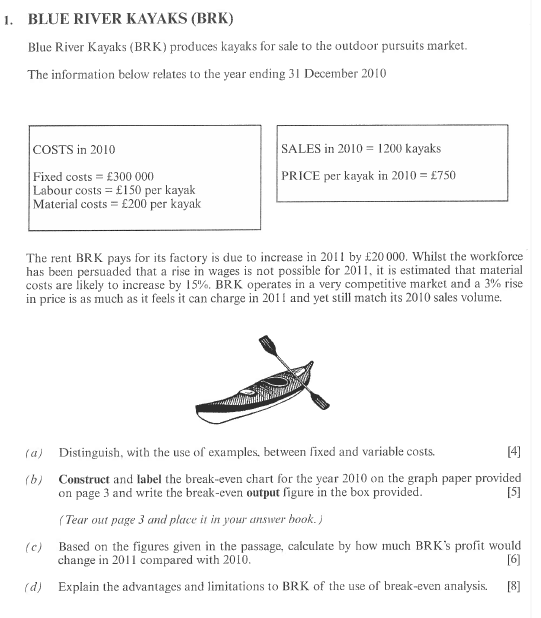 1. BLUE RIVER KAYAKS (BRK)
Blue River Kayaks (BRK) produces kayaks for sale to the outdoor pursuits market.
The information below relates to the year ending 31 December 2010
COSTS in 2010
Fixed costs = £300 000
Labour costs = £150 per kayak
Material costs = £200 per kayak
SALES in 2010 = 1200 kayaks
PRICE per kayak in 2010 = £750
The rent BRK pays for its factory is due to increase in 2011 by £20 000. Whilst the workforce
has been persuaded that a rise in wages is not possible for 2011, it is estimated that material
costs are likely to increase by 15%. BRK operates in a very competitive market and a 3% rise
in price is as much as it feels it can charge in 2011 and yet still match its 2010 sales volume.
(a) Distinguish, with the use of examples, between fixed and variable costs. [4]
(b) Construct and label the break-even chart for the year 2010 on the graph paper provided
on page 3 and write the break-even output figure in the box provided. [5]
(Tear out page 3 and place it in your answer book.)
(c) Based on the figures given in the passage, calculate by how much BRK's profit would
change in 2011 compared with 2010. [6]
(d) Explain the advantages and limitations to BRK of the use of break-even analysis. [8]